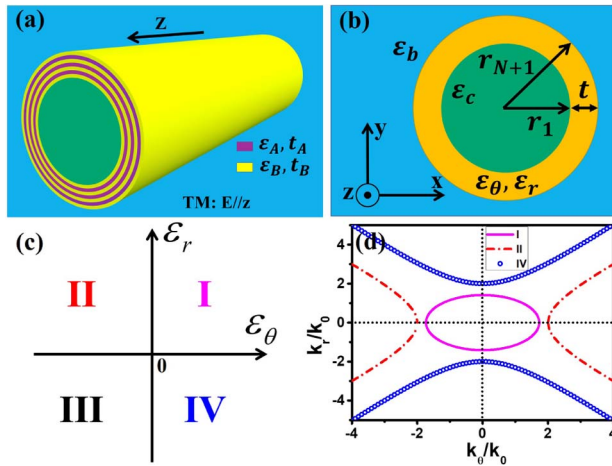 (a)
z
ε_A, t_A
ε_B, t_B
TM: E//z
(b)
ε_b
r_{N+1}
ε_c
t
r_1
y
ε_θ, ε_r
z
x
(c)
ε_r
II
I
ε_θ
0
III
IV
(d)
I
II
IV
k_r/k_0
4
2
0
-2
-4
-4
-2
0
2
4
k_θ/k_0